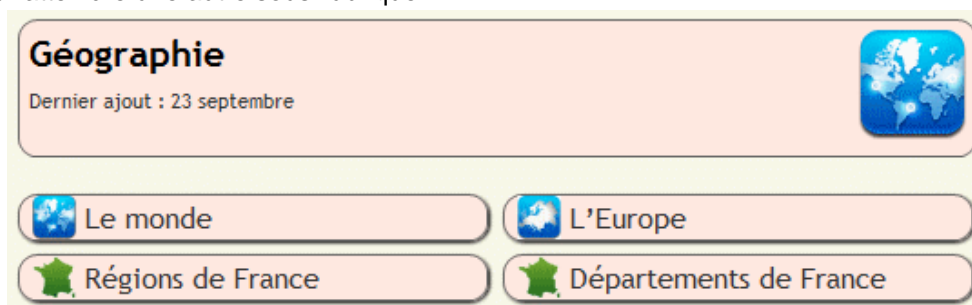 Géographie
Dernier ajout : 23 septembre
Le monde
L’Europe
Régions de France
Départements de France